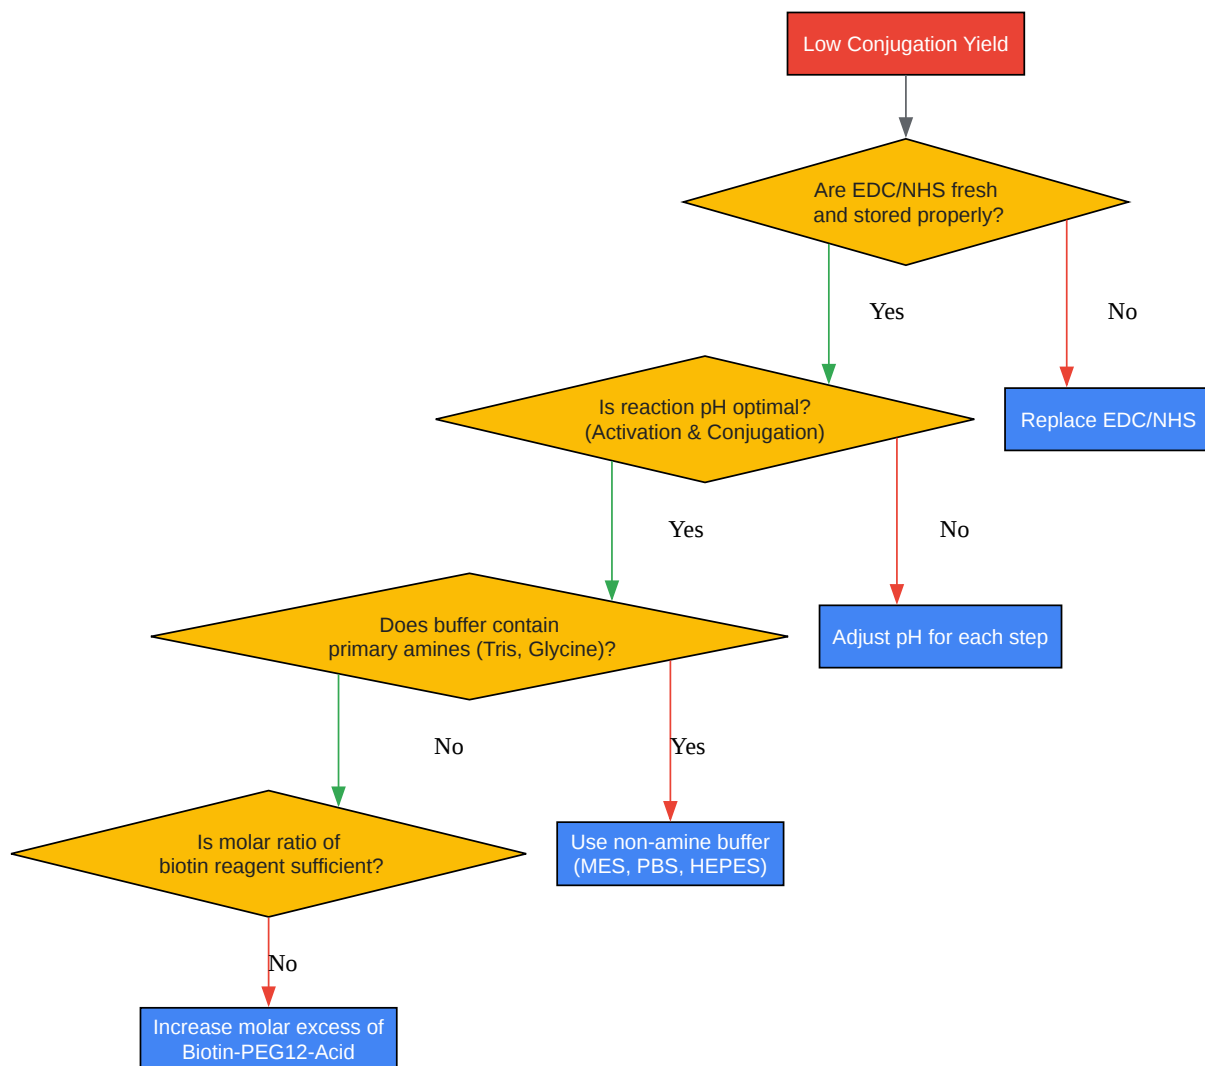 Low Conjugation Yield
Are EDC/NHS fresh
and stored properly?
Yes
No
Is reaction pH optimal?
(Activation & Conjugation)
Replace EDC/NHS
Yes
No
Does buffer contain
primary amines (Tris, Glycine)?
Adjust pH for each step
No
Yes
Is molar ratio of
biotin reagent sufficient?
Use non-amine buffer
(MES, PBS, HEPES)
No
Increase molar excess of
Biotin-PEG12-Acid